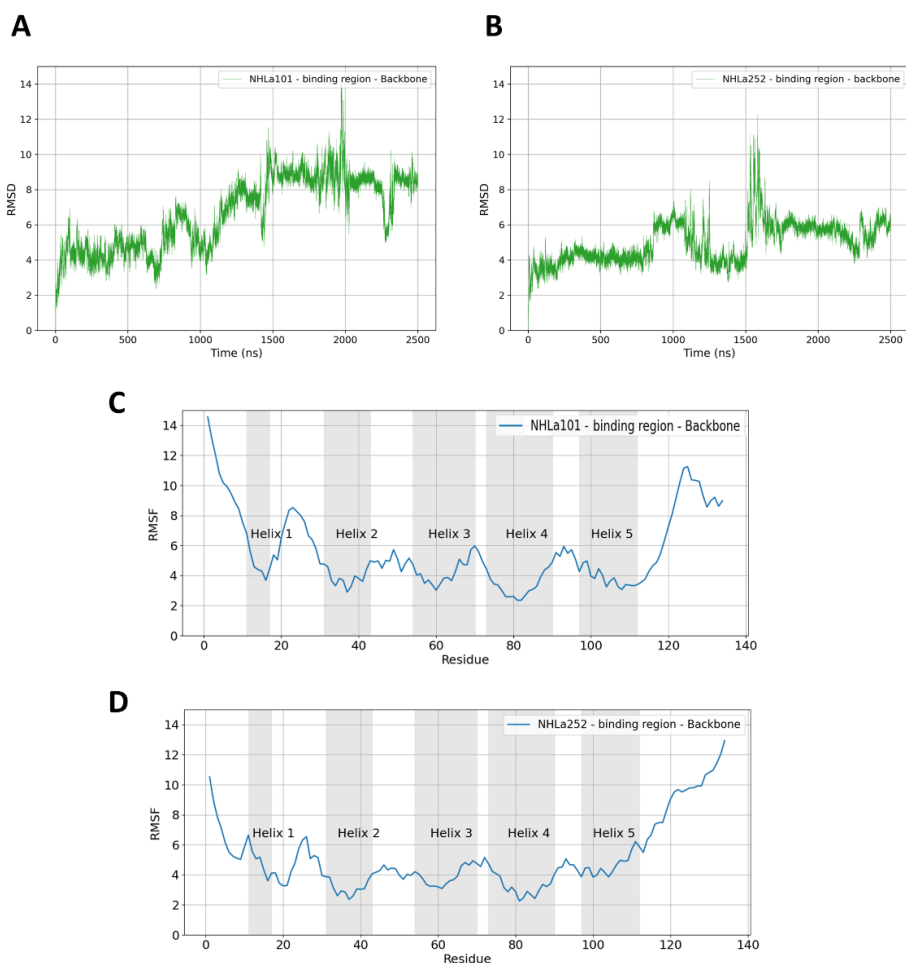 A
B
NHLa101 - binding region - Backbone
RMSD
14
12
10
8
6
4
2
0
0 500 1000 1500 2000 2500
Time (ns)
NHLa252 - binding region - backbone
RMSD
14
12
10
8
6
4
2
0
0 500 1000 1500 2000 2500
Time (ns)
C
NHLa101 - binding region - Backbone
RMSF
14
12
10
8
6
4
2
0
Helix 1 Helix 2 Helix 3 Helix 4 Helix 5
0 20 40 60 80 100 120 140
Residue
D
NHLa252 - binding region - Backbone
RMSF
14
12
10
8
6
4
2
0
Helix 1 Helix 2 Helix 3 Helix 4 Helix 5
0 20 40 60 80 100 120 140
Residue